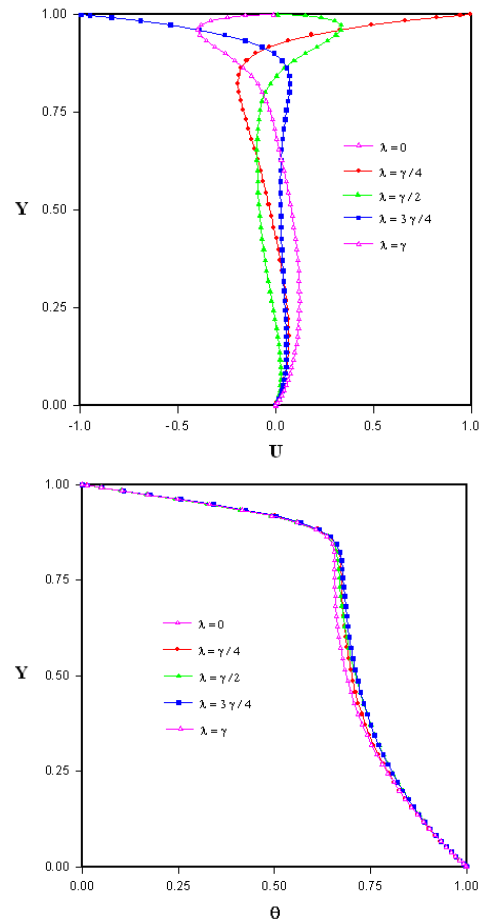 1.00
0.75
Y
0.50
0.25
0.00
λ = 0
λ = γ/4
λ = γ/2
λ = 3 γ/4
λ = γ
-1.0 -0.5 0.0 0.5 1.0
U
1.00
0.75
Y
0.50
0.25
0.00
λ = 0
λ = γ/4
λ = γ/2
λ = 3 γ/4
λ = γ
0.00 0.25 0.50 0.75 1.00
θ